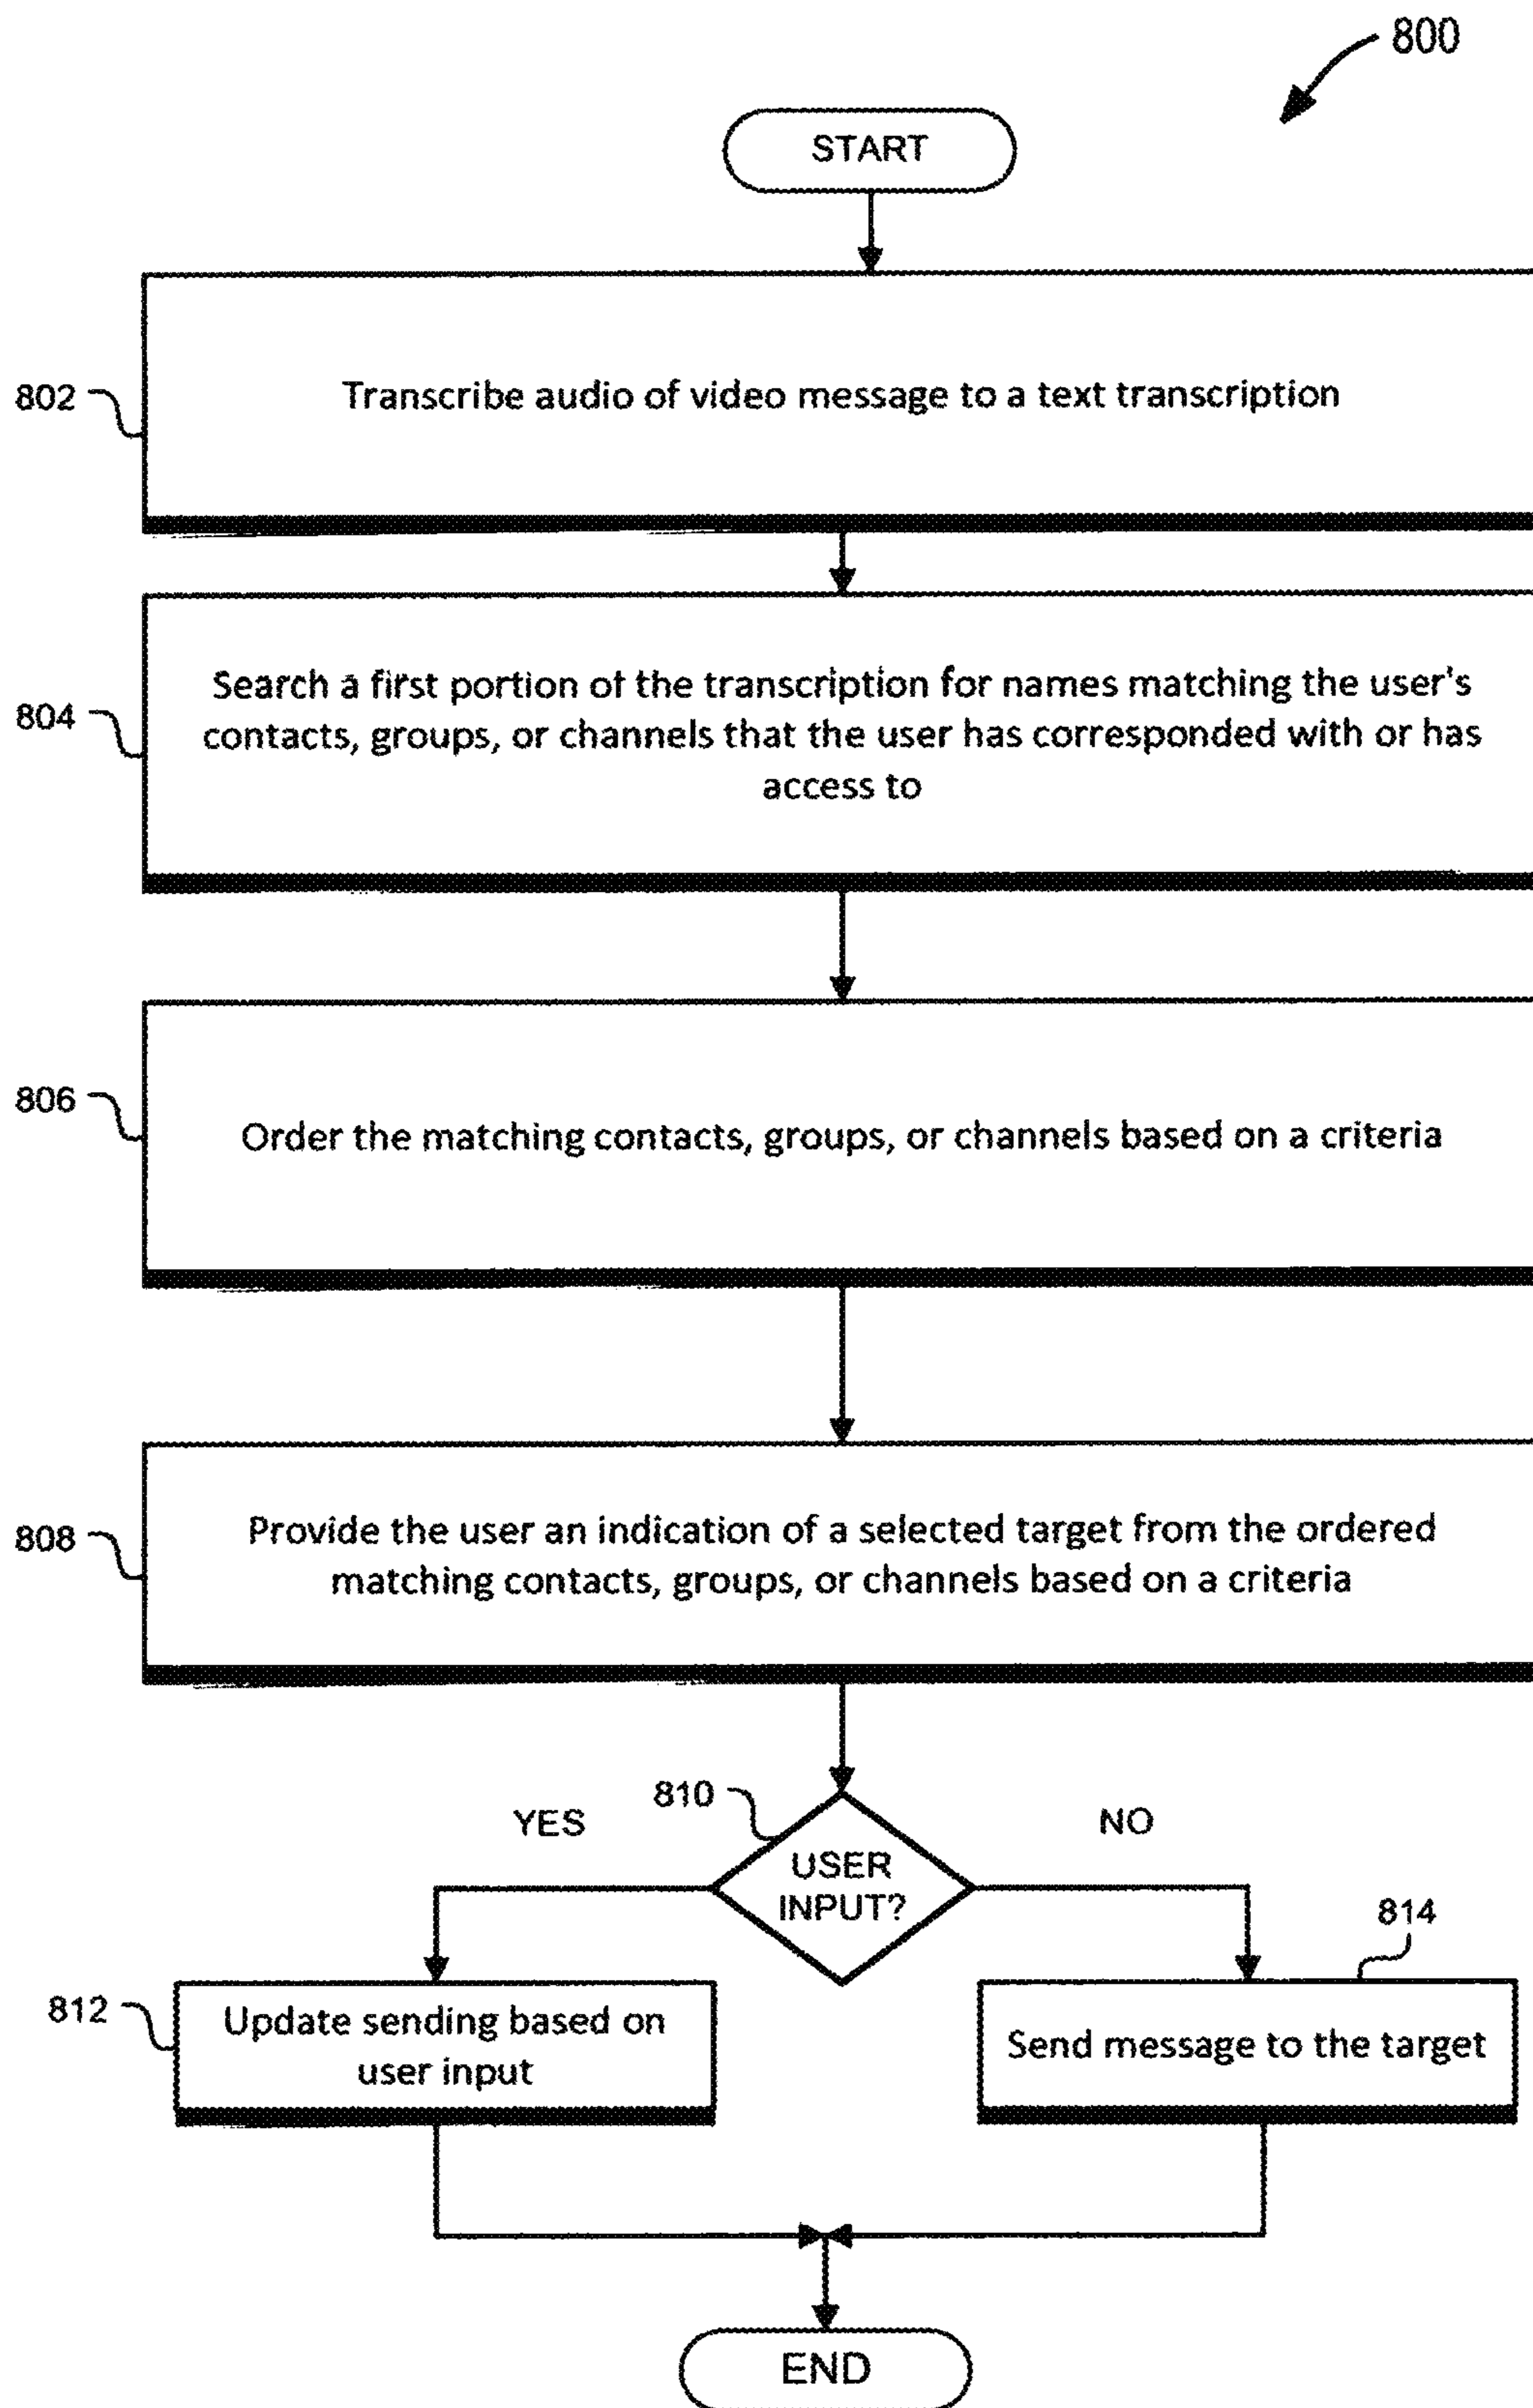 800
START
802
Transcribe audio of video message to a text transcription
804
Search a first portion of the transcription for names matching the user's
contacts, groups, or channels that the user has corresponded with or has
access to
806
Order the matching contacts, groups, or channels based on a criteria
808
Provide the user an indication of a selected target from the ordered
matching contacts, groups, or channels based on a criteria
810
YES
NO
USER
INPUT?
812
Update sending based on
user input
814
Send message to the target
END